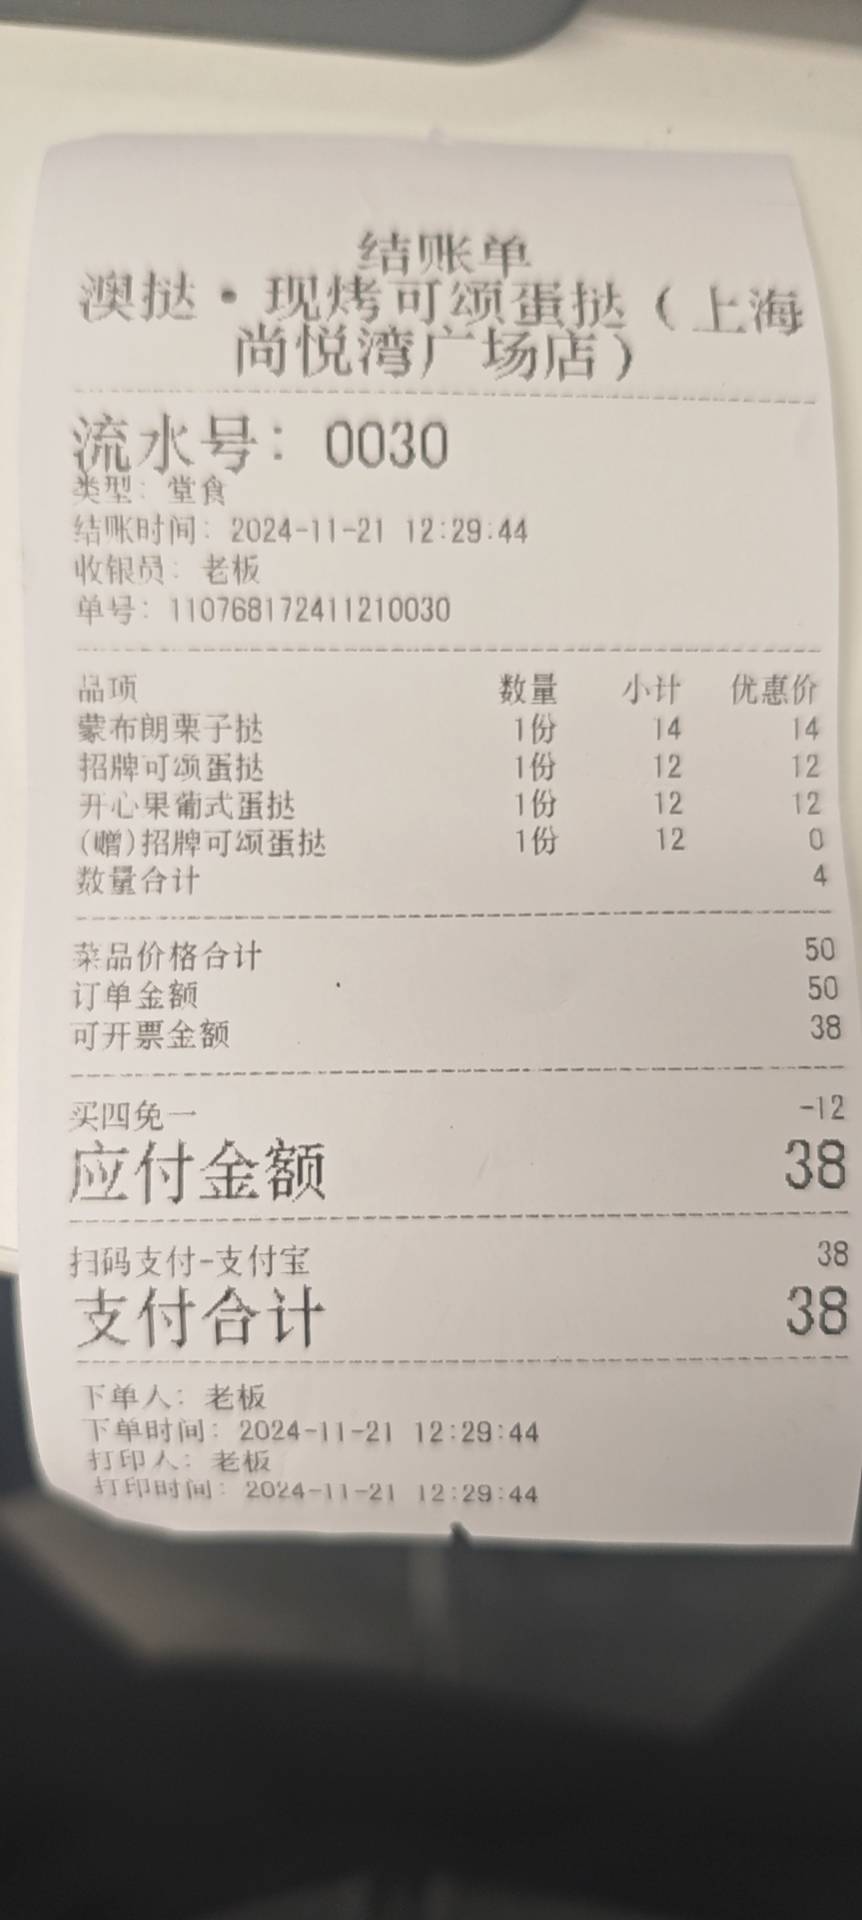 结账单
澳挞·现烤可颂蛋挞（上海
尚悦湾广场店）
流水号：0030
类型：堂食
结账时间：2024-11-21 12:29:44
收银员：老板
单号：110768172411210030
品项 数量 小计 优惠价
蒙布朗栗子挞 1份 14 14
招牌可颂蛋挞 1份 12 12
开心果葡式蛋挞 1份 12 12
(赠)招牌可颂蛋挞 1份 12 0
数量合计 4
菜品价格合计 50
订单金额 50
可开票金额 38
买四免一 -12
应付金额 38
扫码支付-支付宝 38
支付合计 38
下单人：老板
下单时间：2024-11-21 12:29:44
打印人：老板
打印时间：2024-11-21 12:29:44